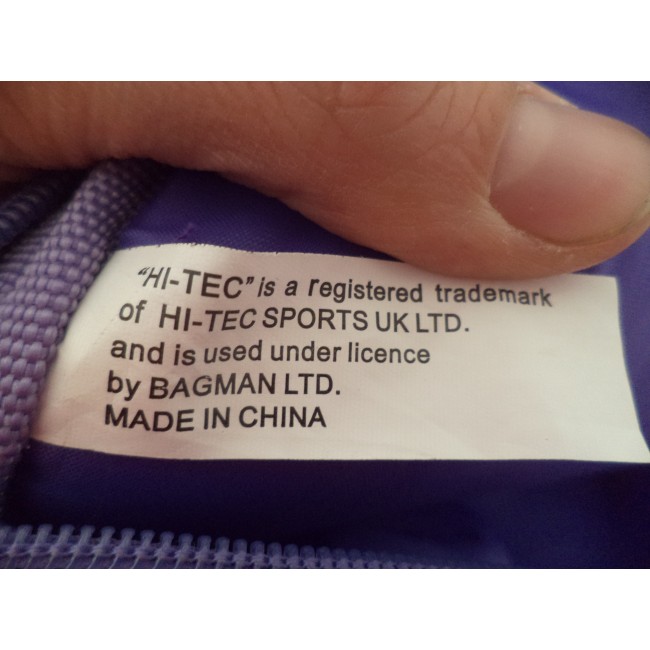 "HI-TEC" is a registered trademark
of HI-TEC SPORTS UK LTD.
and is used under licence
by BAGMAN LTD.
MADE IN CHINA